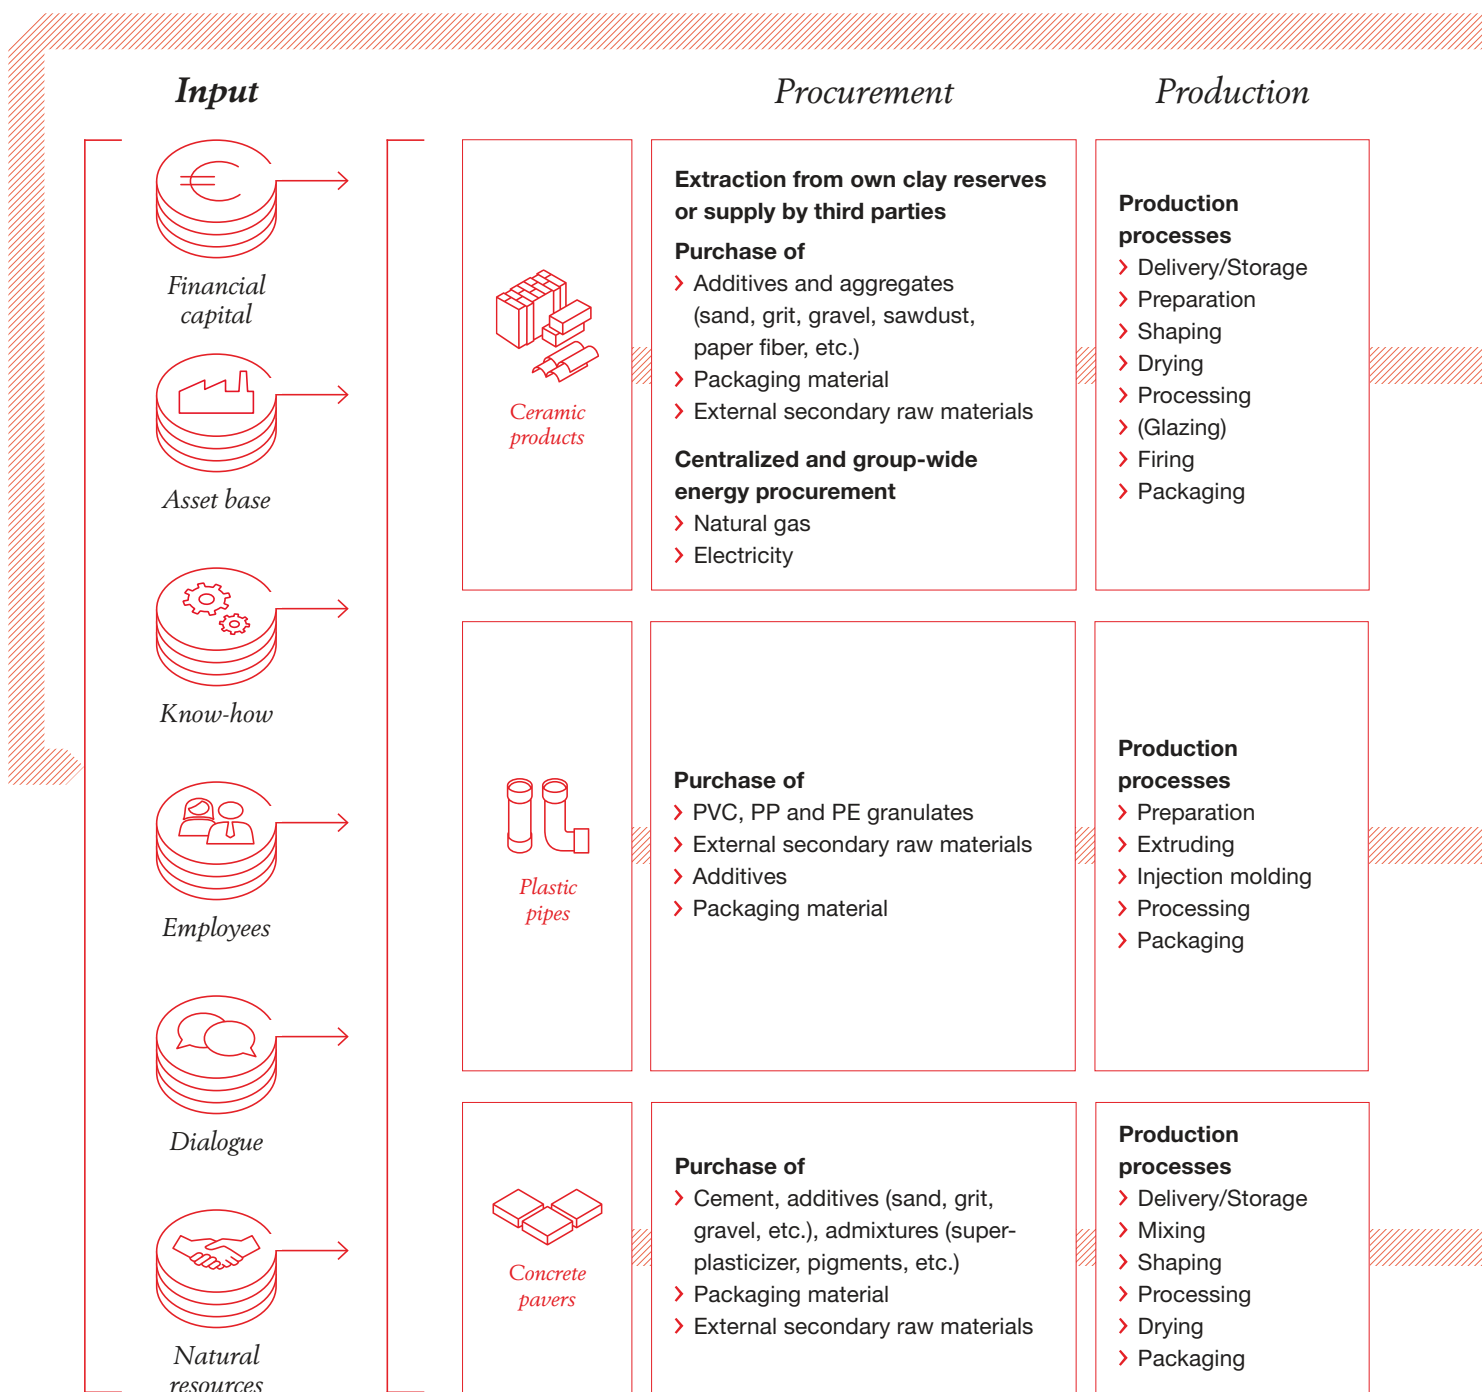 Input
Procurement
Production
Financial
capital
Asset base
Know-how
Employees
Dialogue
Natural
resources
Ceramic
products
Extraction from own clay reserves
or supply by third parties
Purchase of
Additives and aggregates
(sand, grit, gravel, sawdust,
paper fiber, etc.)
Packaging material
External secondary raw materials
Centralized and group-wide
energy procurement
Natural gas
Electricity
Production
processes
Delivery/Storage
Preparation
Shaping
Drying
Processing
(Glazing)
Firing
Packaging
Plastic
pipes
Purchase of
PVC, PP and PE granulates
External secondary raw materials
Additives
Packaging material
Production
processes
Preparation
Extruding
Injection molding
Processing
Packaging
Concrete
pavers
Purchase of
Cement, additives (sand, grit,
gravel, etc.), admixtures (super-
plasticizer, pigments, etc.)
Packaging material
External secondary raw materials
Production
processes
Delivery/Storage
Mixing
Shaping
Processing
Drying
Packaging